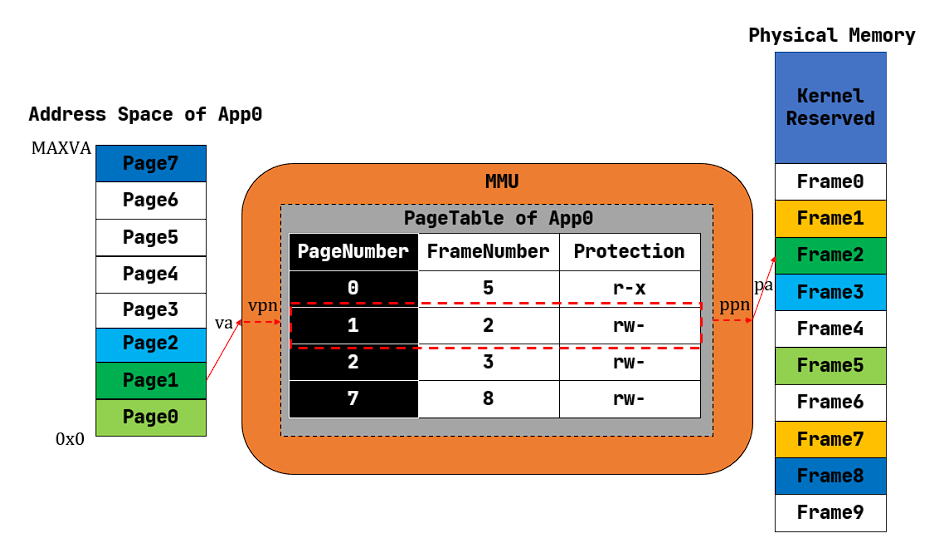 Physical Memory
Kernel
Reserved
Address Space of App0
MAXVA
Page7
Page6
Page5
Page4
Page3
Page2
Page1
Page0
0x0
va
vpn
MMU
PageTable of App0
PageNumber FrameNumber Protection
0 5 r-x
1 2 rw-
2 3 rw-
7 8 rw-
ppn
pa
Frame0
Frame1
Frame2
Frame3
Frame4
Frame5
Frame6
Frame7
Frame8
Frame9